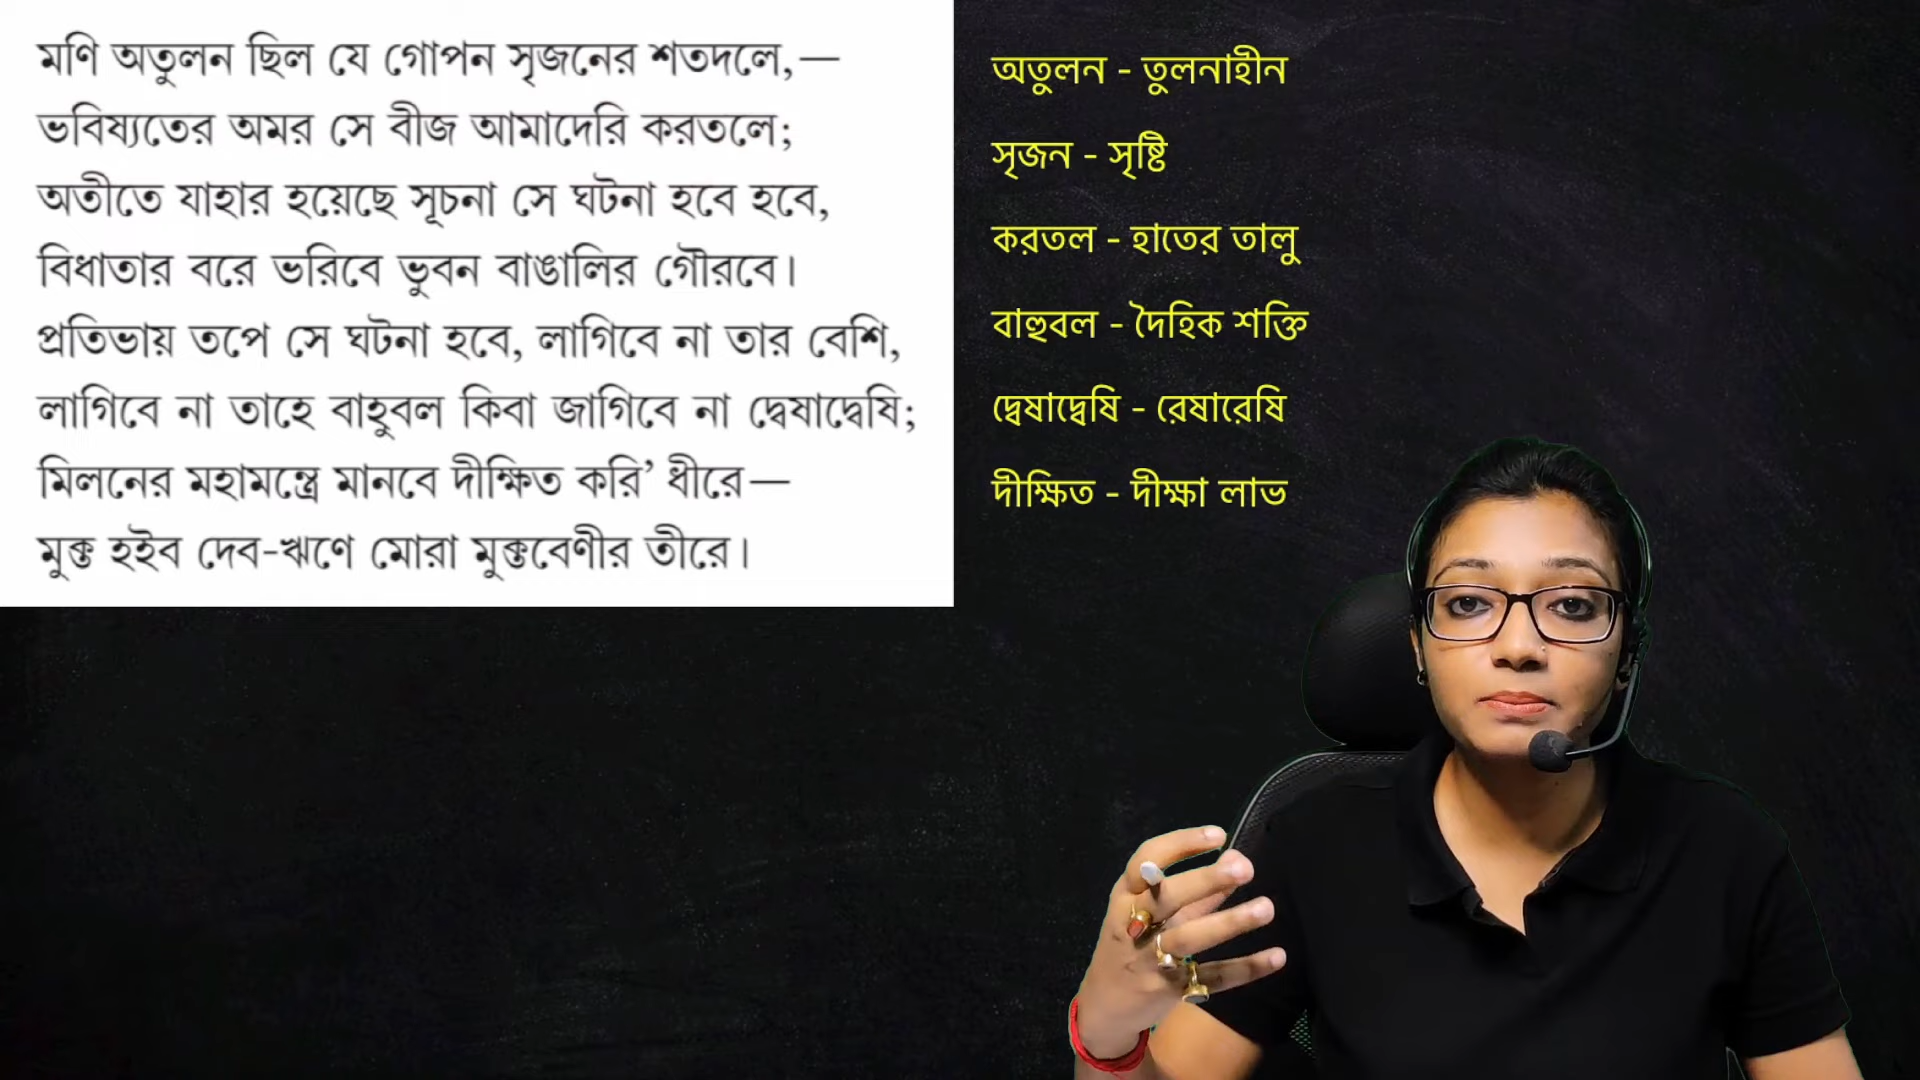 মণি অতুলন ছিল যে গোপন সৃজনের শতদলে,—
ভবিষ্যতের অমর সে বীজ আমাদেরি করতলে;
অতীতে যাহার হয়েছে সূচনা সে ঘটনা হবে হবে,
বিধাতার বরে ভরিবে ভুবন বাঙালির গৌরবে।
প্রতিভায় তপে সে ঘটনা হবে, লাগিবে না তার বেশি,
লাগিবে না তাহে বাহুবল কিবা জাগিবে না দ্বেষাদ্বেষি;
মিলনের মহামন্ত্রে মানবে দীক্ষিত করি’ ধীরে—
মুক্ত হইব দেব-ঋণে মোরা মুক্তবেণীর তীরে।
অতুলন - তুলনাহীন
সৃজন - সৃষ্টি
করতল - হাতের তালু
বাহুবল - দৈহিক শক্তি
দ্বেষাদ্বেষি - রেষারেষি
দীক্ষিত - দীক্ষা লাভ